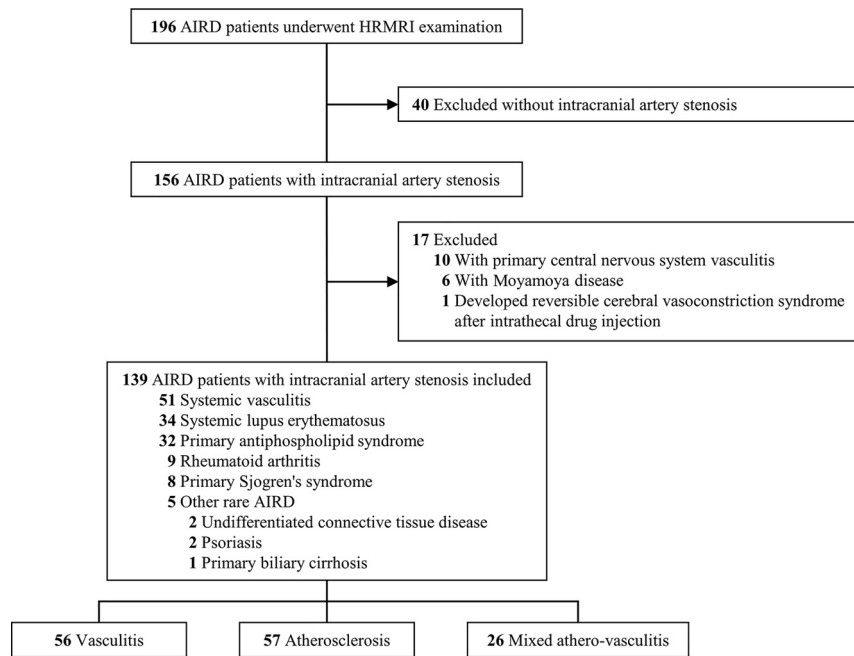 196 AIRD patients underwent HRMRI examination
40 Excluded without intracranial artery stenosis
156 AIRD patients with intracranial artery stenosis
17 Excluded
10 With primary central nervous system vasculitis
6 With Moyamoya disease
1 Developed reversible cerebral vasoconstriction syndrome
after intrathecal drug injection
139 AIRD patients with intracranial artery stenosis included
51 Systemic vasculitis
34 Systemic lupus erythematosus
32 Primary antiphospholipid syndrome
9 Rheumatoid arthritis
8 Primary Sjogren's syndrome
5 Other rare AIRD
2 Undifferentiated connective tissue disease
2 Psoriasis
1 Primary biliary cirrhosis
56 Vasculitis
57 Atherosclerosis
26 Mixed athero-vasculitis